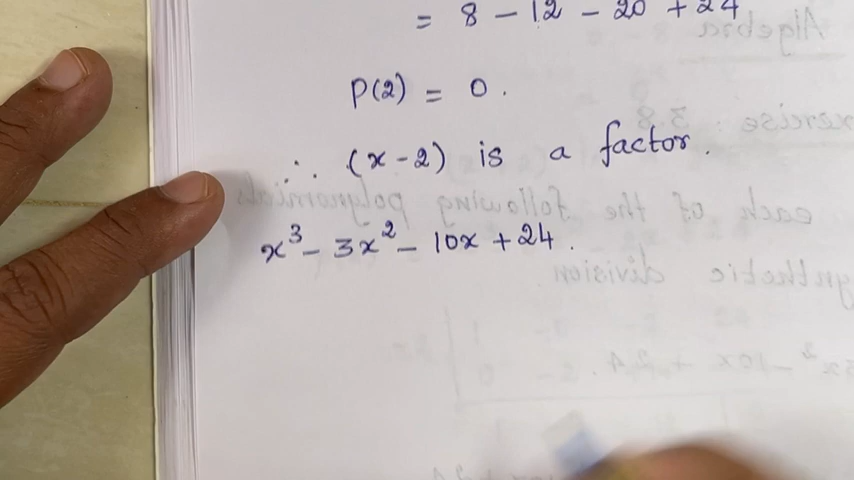 = 8 - 12 - 20 + 24
P(2) = 0.
∴ (x-2) is a factor.
x³ - 3x² - 10x + 24.